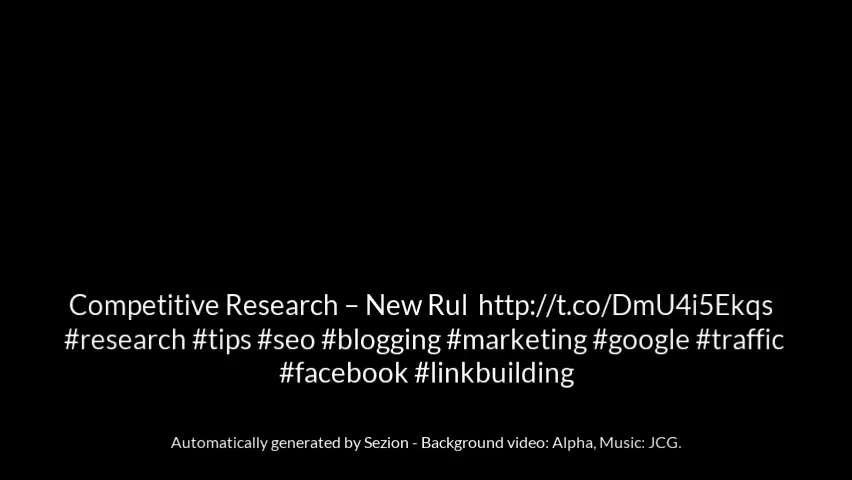 Competitive Research – New Rul http://t.co/DmU4i5Ekqs
#research #tips #seo #blogging #marketing #google #traffic
#facebook #linkbuilding
Automatically generated by Sezion - Background video: Alpha, Music: JCG.